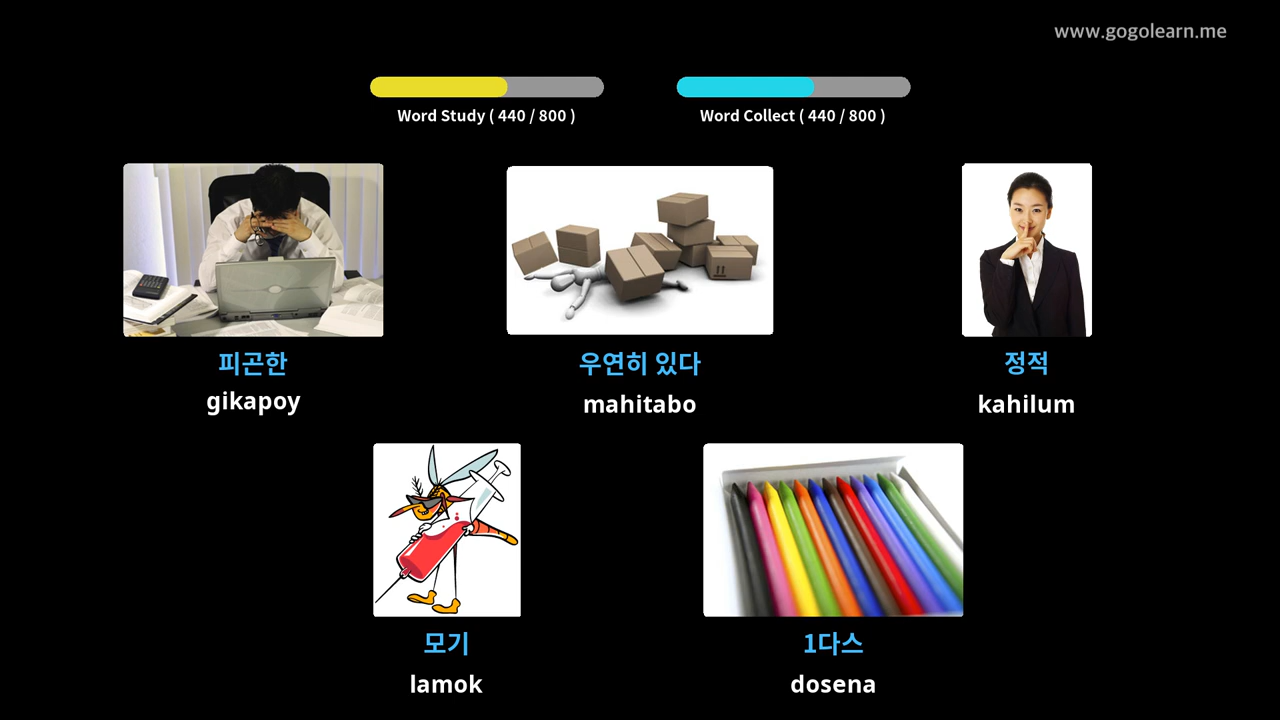 www.gogolearn.me
Word Study ( 440 / 800 )
Word Collect ( 440 / 800 )
피곤한
gikapoy
우연히 있다
mahitabo
정적
kahilum
모기
lamok
1다스
dosena